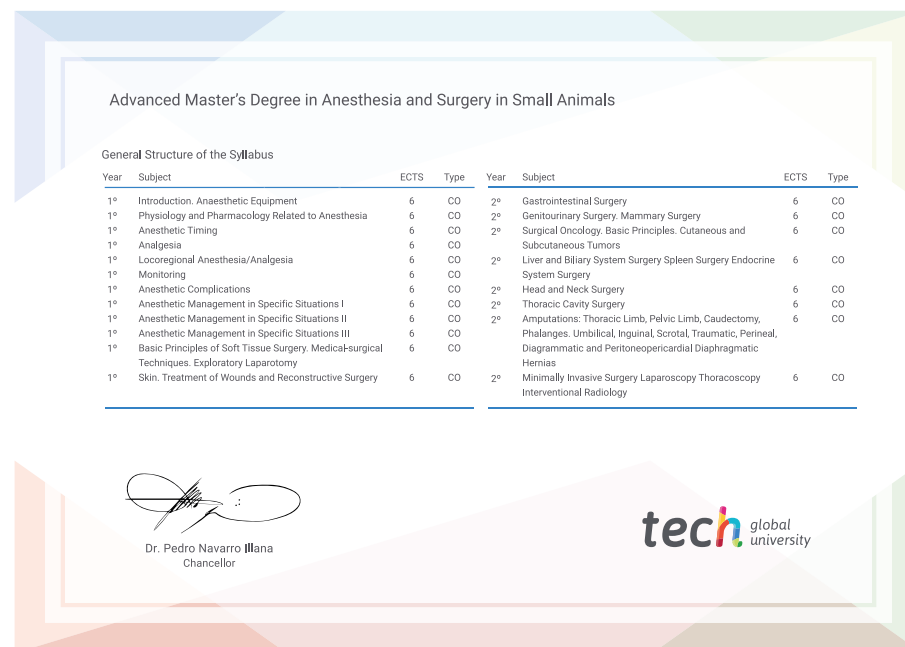 Advanced Master's Degree in Anesthesia and Surgery in Small Animals
General Structure of the Syllabus
Year Subject ECTS Type
1º Introduction. Anaesthetic Equipment 6 CO
1º Physiology and Pharmacology Related to Anesthesia 6 CO
1º Anesthetic Timing 6 CO
1º Analgesia 6 CO
1º Locoregional Anesthesia/Analgesia 6 CO
1º Monitoring 6 CO
1º Anesthetic Complications 6 CO
1º Anesthetic Management in Specific Situations I 6 CO
1º Anesthetic Management in Specific Situations II 6 CO
1º Anesthetic Management in Specific Situations III 6 CO
1º Basic Principles of Soft Tissue Surgery. Medical-surgical 6 CO
Techniques. Exploratory Laparotomy
1º Skin. Treatment of Wounds and Reconstructive Surgery 6 CO
Year Subject ECTS Type
2º Gastrointestinal Surgery 6 CO
2º Genitourinary Surgery. Mammary Surgery 6 CO
2º Surgical Oncology. Basic Principles. Cutaneous and 6 CO
Subcutaneous Tumors
2º Liver and Biliary System Surgery Spleen Surgery Endocrine 6 CO
System Surgery
2º Head and Neck Surgery 6 CO
2º Thoracic Cavity Surgery 6 CO
2º Amputations: Thoracic Limb, Pelvic Limb, Caudectomy, 6 CO
Phalanges. Umbilical, Inguinal, Scrotal, Traumatic, Perineal,
Diagrammatic and Peritoneopericardial Diaphragmatic
Hernias
2º Minimally Invasive Surgery Laparoscopy Thoracoscopy 6 CO
Interventional Radiology
Dr. Pedro Navarro Illana
Chancellor
tech global
university